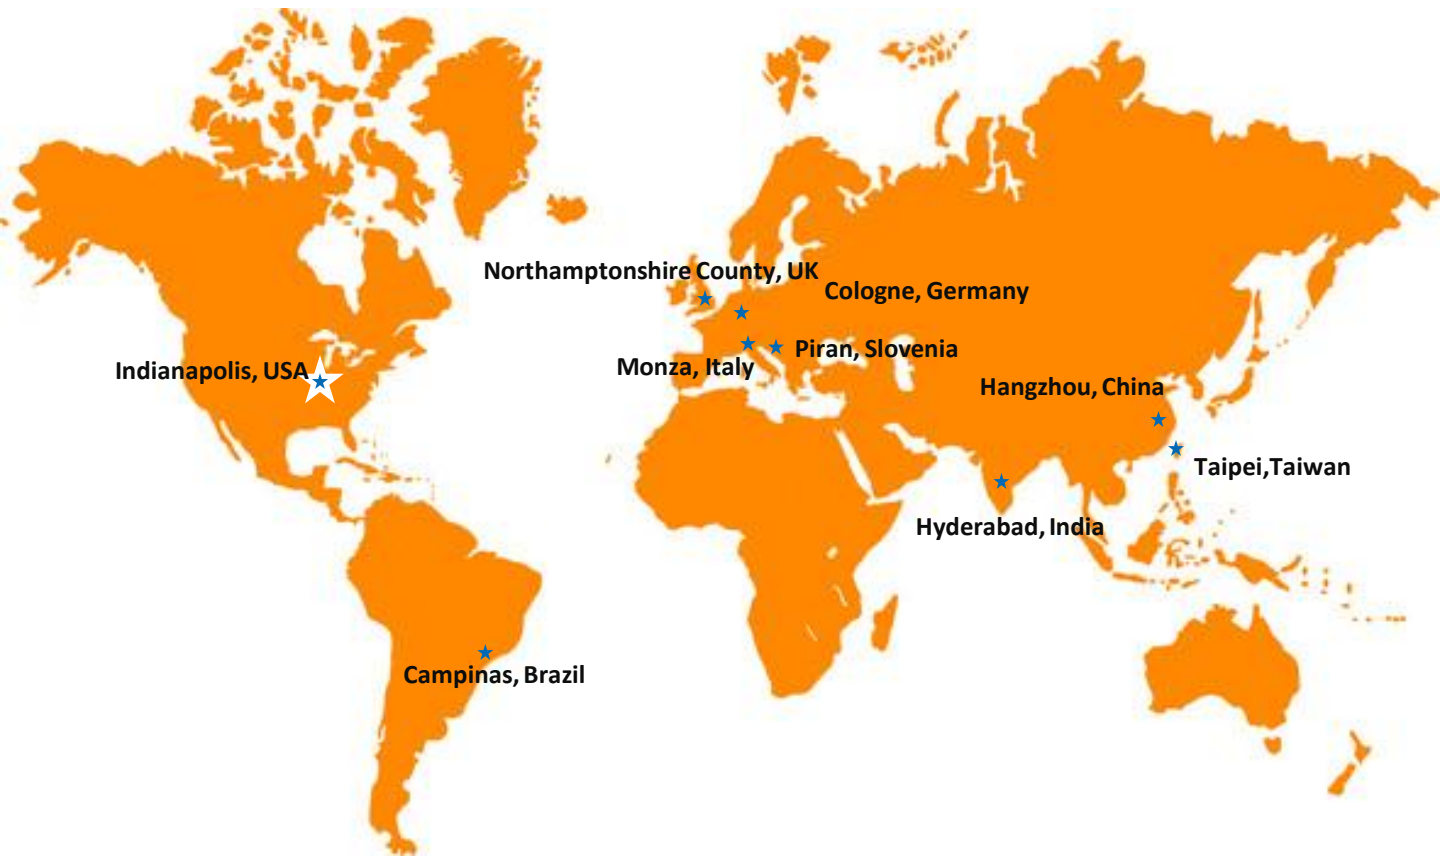 Northamptonshire County, UK
Cologne, Germany
Piran, Slovenia
Monza, Italy
Indianapolis, USA
Hangzhou, China
Taipei,Taiwan
Hyderabad, India
Campinas, Brazil